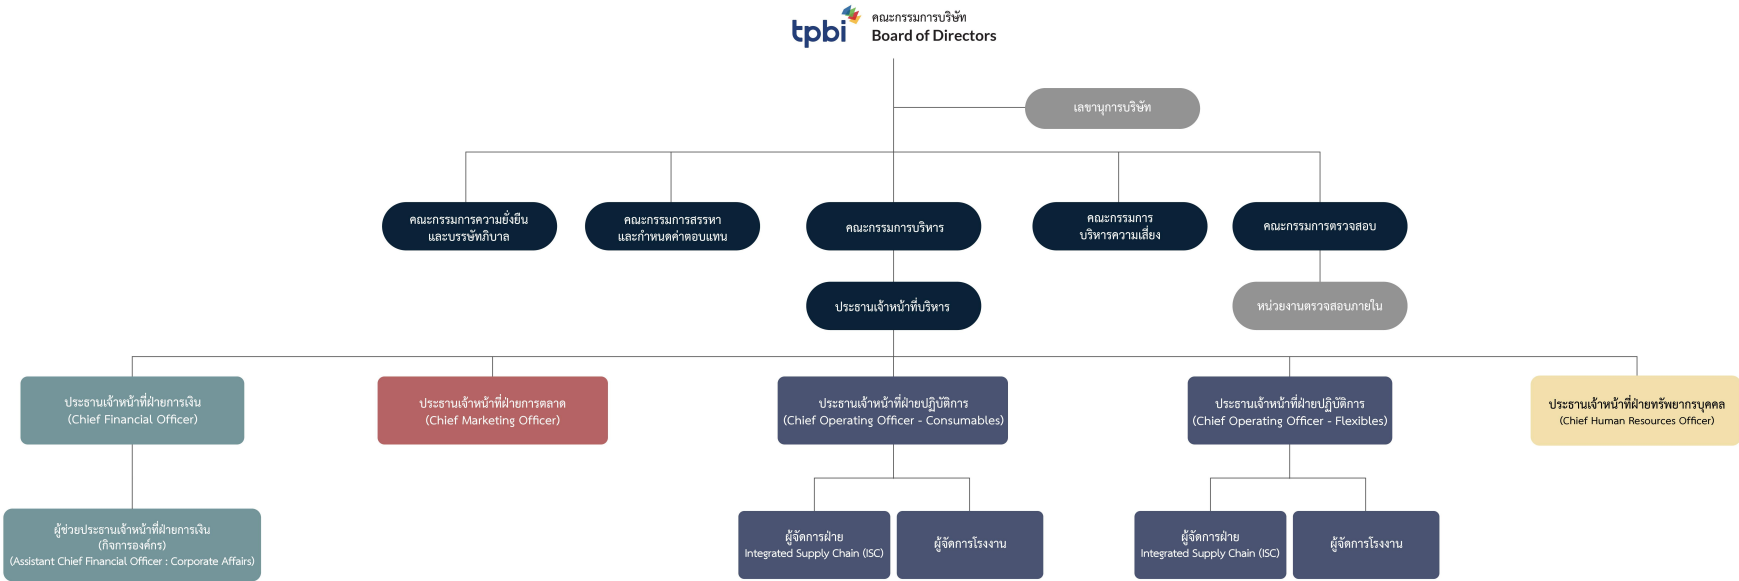 tpbi
คณะกรรมการบริษัท
Board of Directors
เลขานุการบริษัท
คณะกรรมการความยั่งยืน
และบรรษัทภิบาล
คณะกรรมการสรรหา
และกำหนดค่าตอบแทน
คณะกรรมการบริหาร
คณะกรรมการ
บริหารความเสี่ยง
คณะกรรมการตรวจสอบ
ประธานเจ้าหน้าที่บริหาร
หน่วยงานตรวจสอบภายใน
ประธานเจ้าหน้าที่ฝ่ายการเงิน
(Chief Financial Officer)
ประธานเจ้าหน้าที่ฝ่ายการตลาด
(Chief Marketing Officer)
ประธานเจ้าหน้าที่ฝ่ายปฏิบัติการ
(Chief Operating Officer - Consumables)
ประธานเจ้าหน้าที่ฝ่ายปฏิบัติการ
(Chief Operating Officer - Flexibles)
ประธานเจ้าหน้าที่ฝ่ายทรัพยากรบุคคล
(Chief Human Resources Officer)
ผู้ช่วยประธานเจ้าหน้าที่ฝ่ายการเงิน
(กิจการองค์กร)
(Assistant Chief Financial Officer : Corporate Affairs)
ผู้จัดการฝ่าย
Integrated Supply Chain (ISC)
ผู้จัดการโรงงาน
ผู้จัดการฝ่าย
Integrated Supply Chain (ISC)
ผู้จัดการโรงงาน